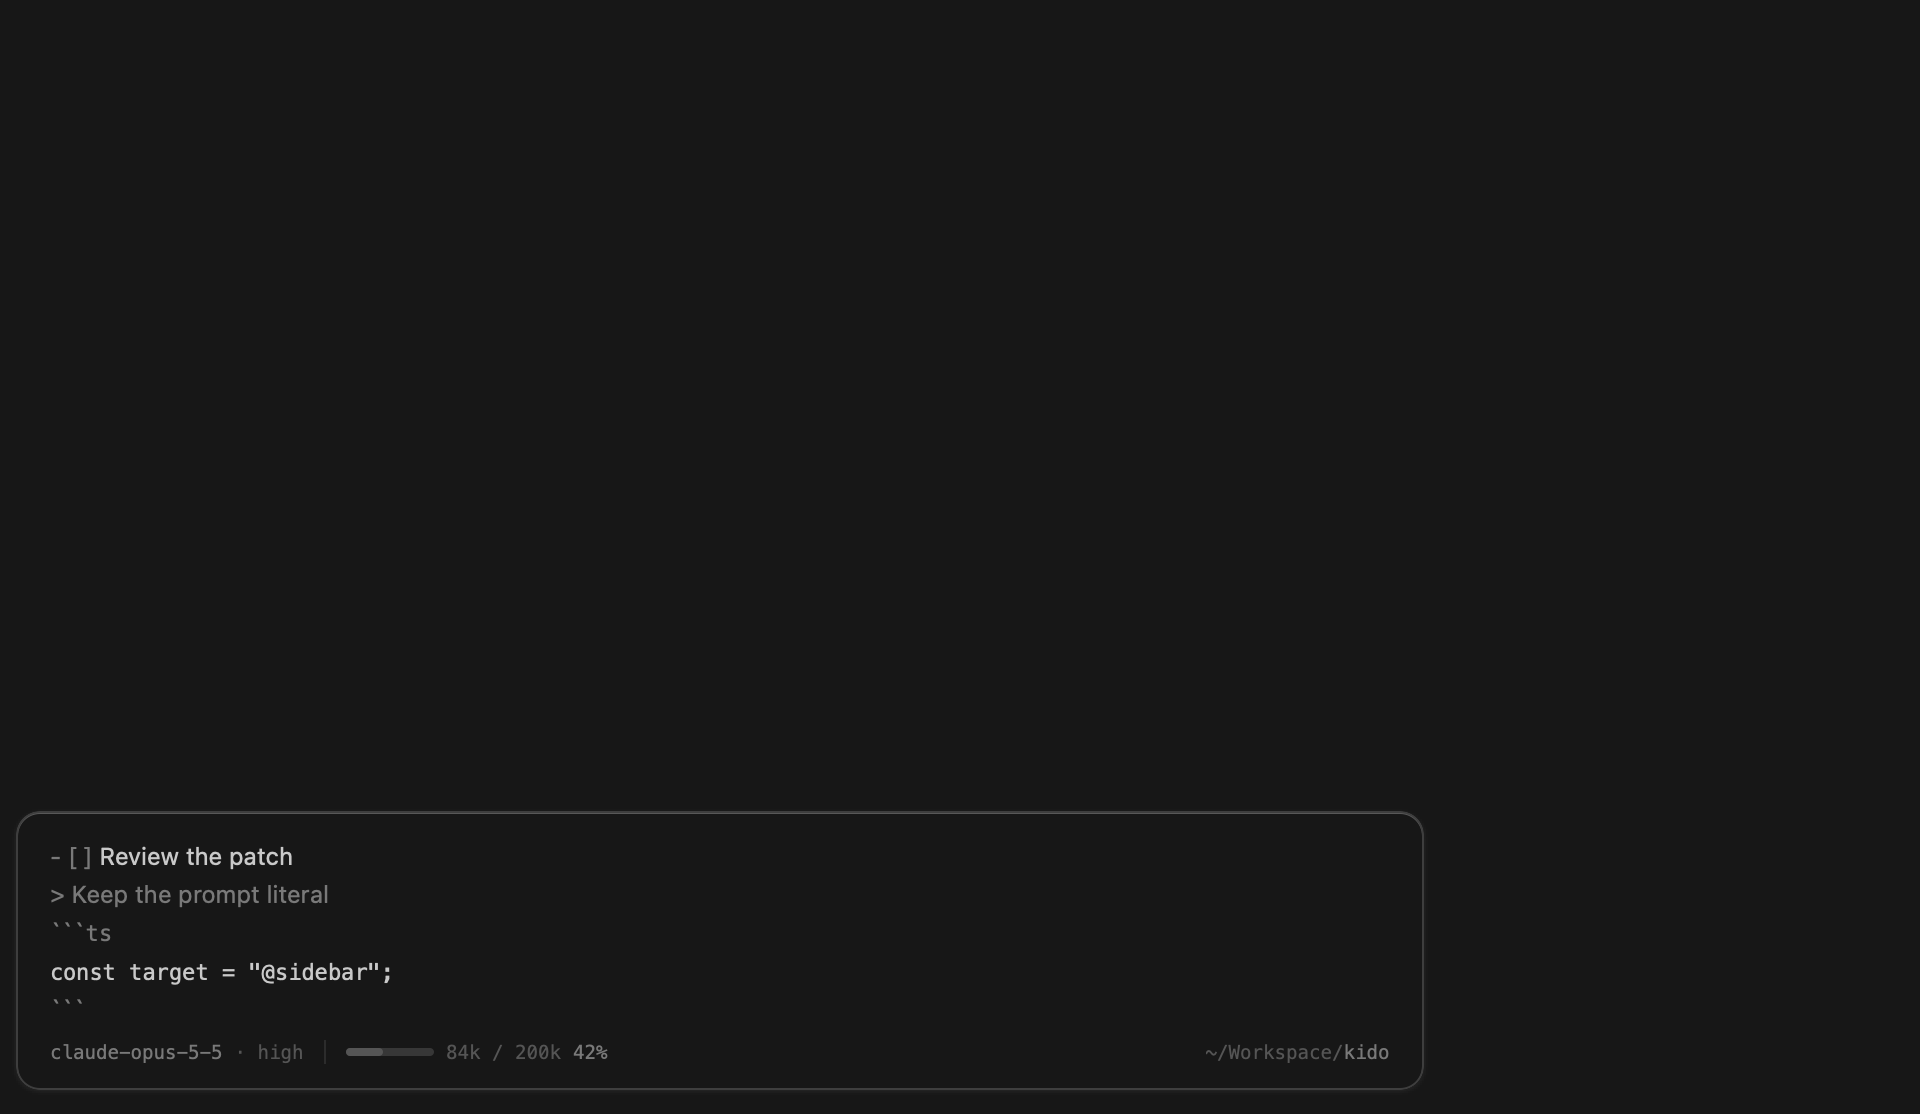 - [ ] Review the patch
> Keep the prompt literal
```ts
const target = "@sidebar";
```
claude-opus-5-5 · high | 84k / 200k 42% ~/Workspace/kido